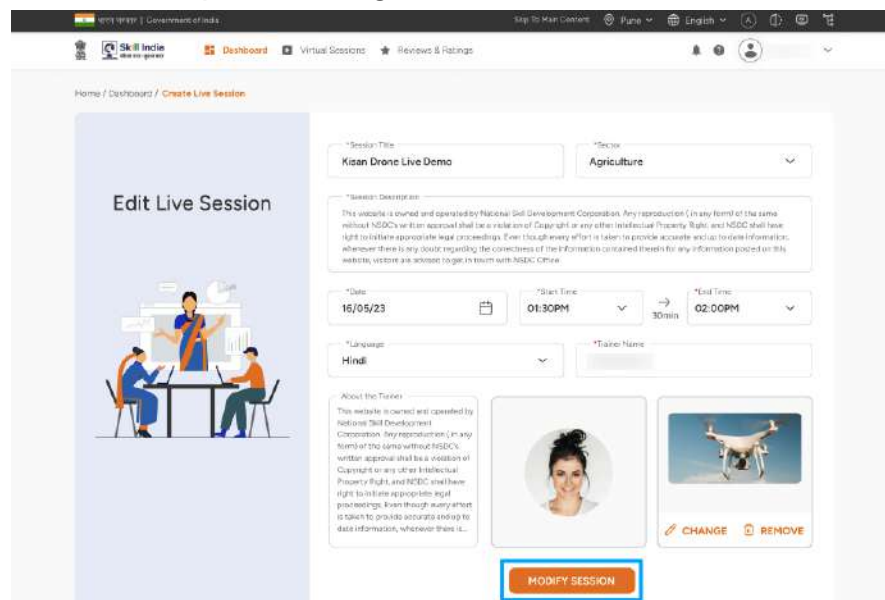 भारत सरकार | Government of India
Skip To Main Content
Pune
English
Skill India
Dashboard
Virtual Sessions
Reviews & Ratings
Home / Dashboard / Create Live Session
Edit Live Session
*Session Title
Kisan Drone Live Demo
*Sector
Agriculture
*Session Description
This website is owned and operated by National Skill Development Corporation. Any reproduction ( in any form) of the same
without NSDC's written approval shall be a violation of Copyright or any other Intellectual Property Right, and NSDC shall have
right to initiate appropriate legal proceedings. Even though every effort is taken to provide accurate and up to date information,
wherever there is any doubt regarding the correctness of the information contained therein for any information posted on this
website, visitors are advised to get in touch with NSDC Office.
*Date
16/05/23
*Start Time
01:30PM
→
30min
*End Time
02:00PM
*Language
Hindi
*Trainer Name
About the Trainer
This website is owned and operated by
National Skill Development
Corporation. Any reproduction ( in any
form) of the same without NSDC's
written approval shall be a violation of
Copyright or any other Intellectual
Property Right, and NSDC shall have
right to initiate appropriate legal
proceedings. Even though every effort
is taken to provide accurate and up to
date information, wherever there is...
CHANGE
REMOVE
MODIFY SESSION